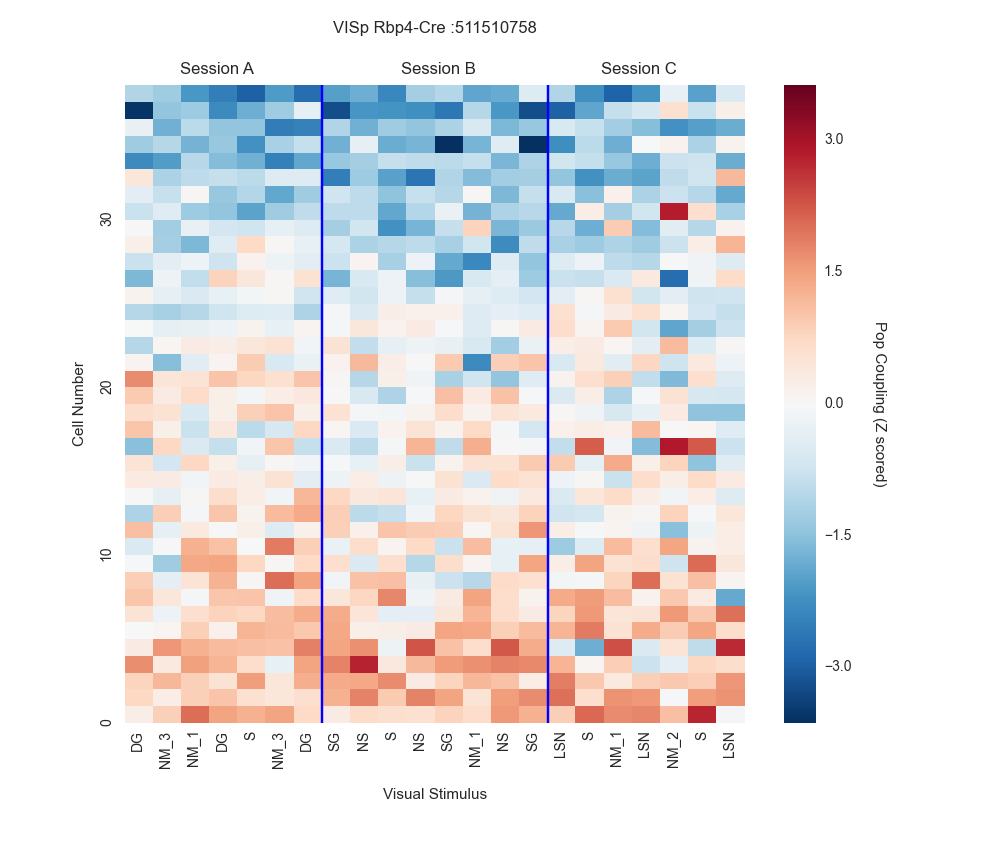 VISp Rbp4-Cre :511510758
Session A
Session B
Session C
Cell Number
30
20
10
0
DG
NM_3
NM_1
DG
S
NM_3
DG
SG
NS
S
NS
SG
NM_1
NS
SG
LSN
S
NM_1
LSN
NM_2
S
LSN
Visual Stimulus
3.0
1.5
0.0
−1.5
−3.0
Pop Coupling (Z scored)